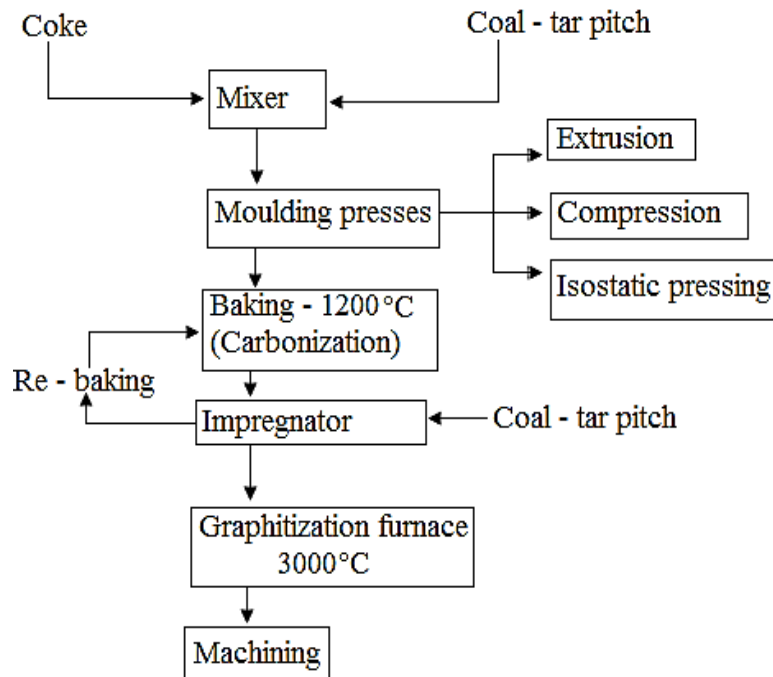 Coke
Coal - tar pitch
Mixer
Extrusion
Moulding presses
Compression
Isostatic pressing
Baking - 1200°C
(Carbonization)
Re - baking
Impregnator
Coal - tar pitch
Graphitization furnace
3000°C
Machining